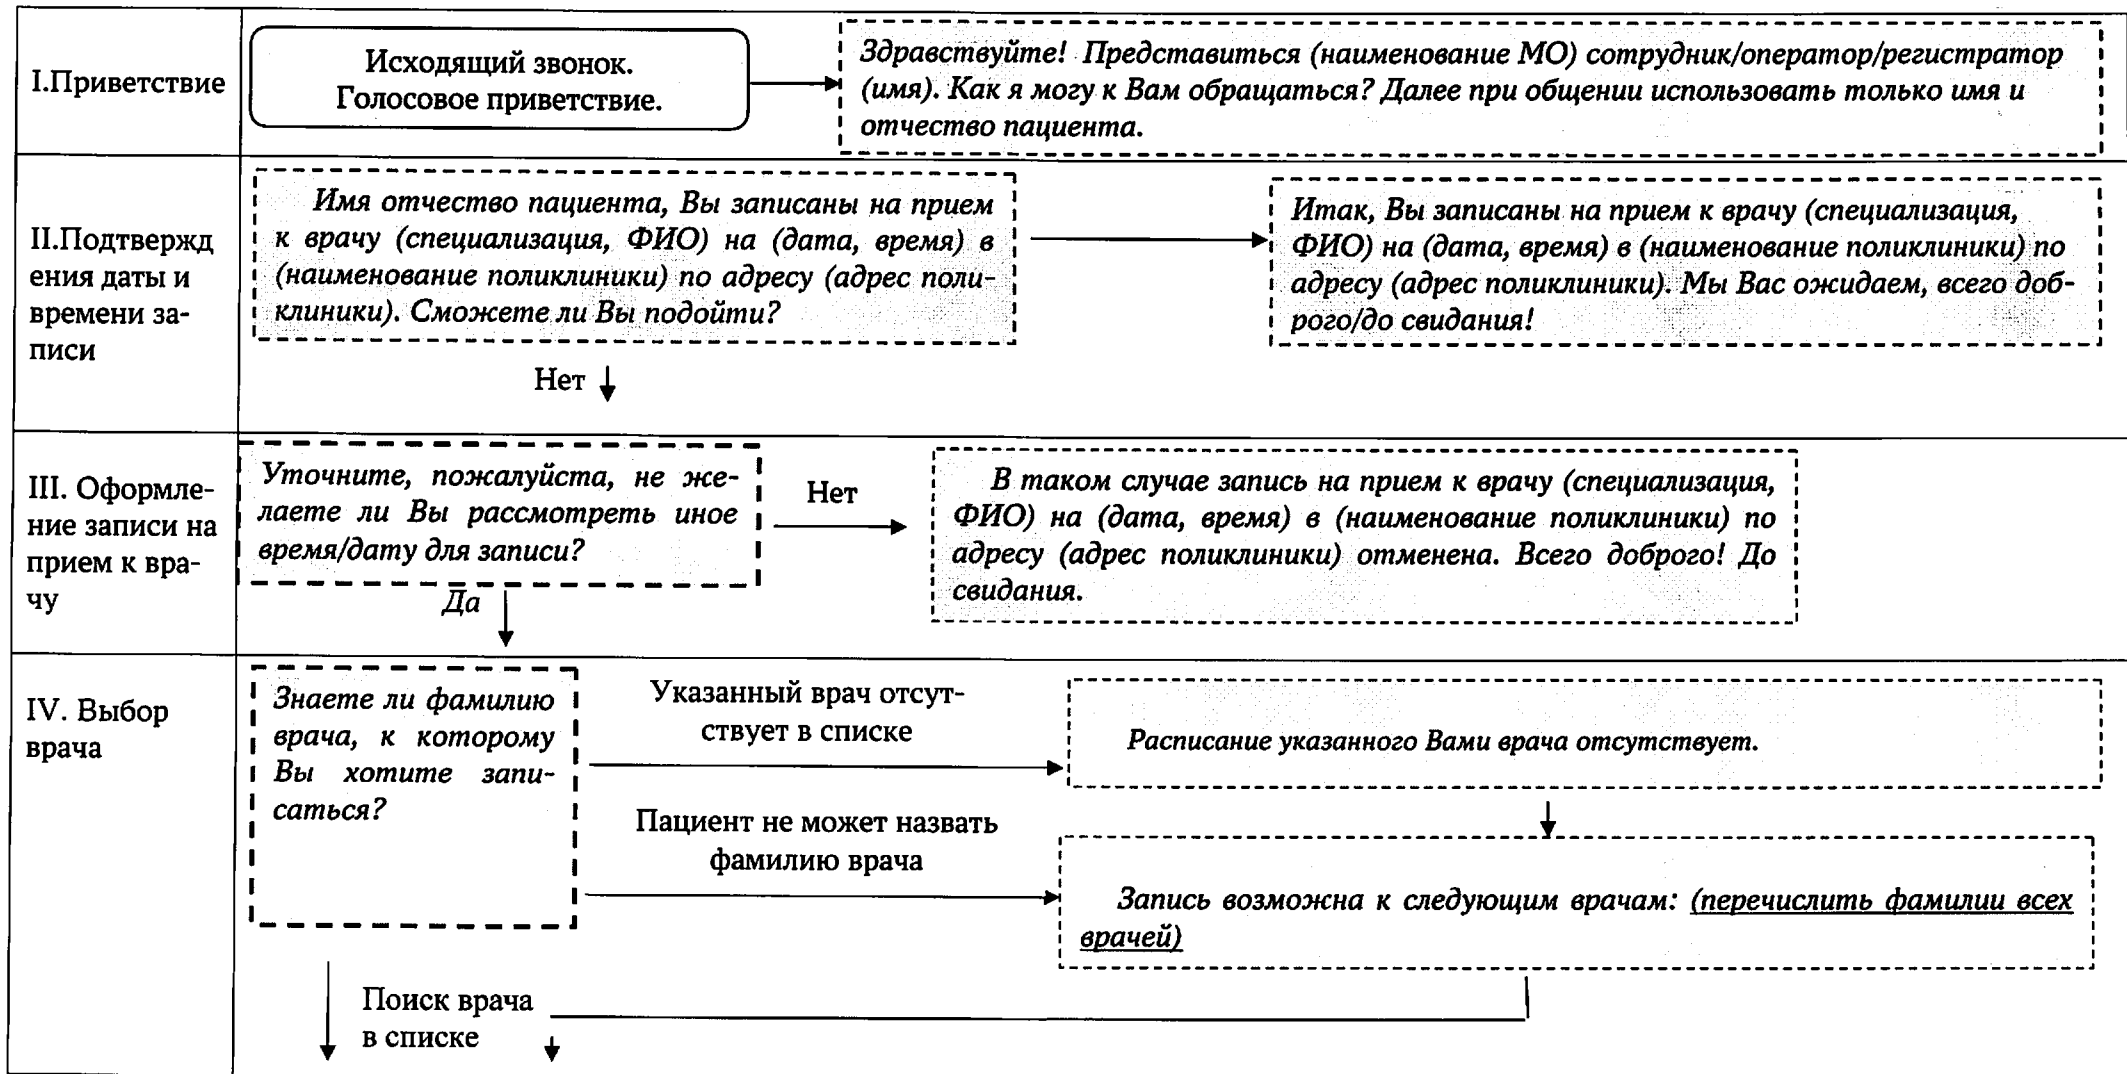 I.Приветствие
Исходящий звонок.
Голосовое приветствие.
Здравствуйте! Представиться (наименование МО) сотрудник/оператор/регистратор
(имя). Как я могу к Вам обращаться? Далее при общении использовать только имя и
отчество пациента.
II.Подтвержд
ения даты и
времени за-
писи
Имя отчество пациента, Вы записаны на прием
к врачу (специализация, ФИО) на (дата, время) в
(наименование поликлиники) по адресу (адрес поли-
клиники). Сможете ли Вы подойти?
Итак, Вы записаны на прием к врачу (специализация,
ФИО) на (дата, время) в (наименование поликлиники) по
адресу (адрес поликлиники). Мы Вас ожидаем, всего доб-
рого/до свидания!
Нет
III. Оформле-
ние записи на
прием к вра-
чу
Уточните, пожалуйста, не же-
лаете ли Вы рассмотреть иное
время/дату для записи?
Нет
В таком случае запись на прием к врачу (специализация,
ФИО) на (дата, время) в (наименование поликлиники) по
адресу (адрес поликлиники) отменена. Всего доброго! До
свидания.
Да
IV. Выбор
врача
Знаете ли фамилию
врача, к которому
Вы хотите запи-
саться?
Указанный врач отсут-
ствует в списке
Расписание указанного Вами врача отсутствует.
Пациент не может назвать
фамилию врача
Запись возможна к следующим врачам: (перечислить фамилии всех
врачей)
Поиск врача
в списке